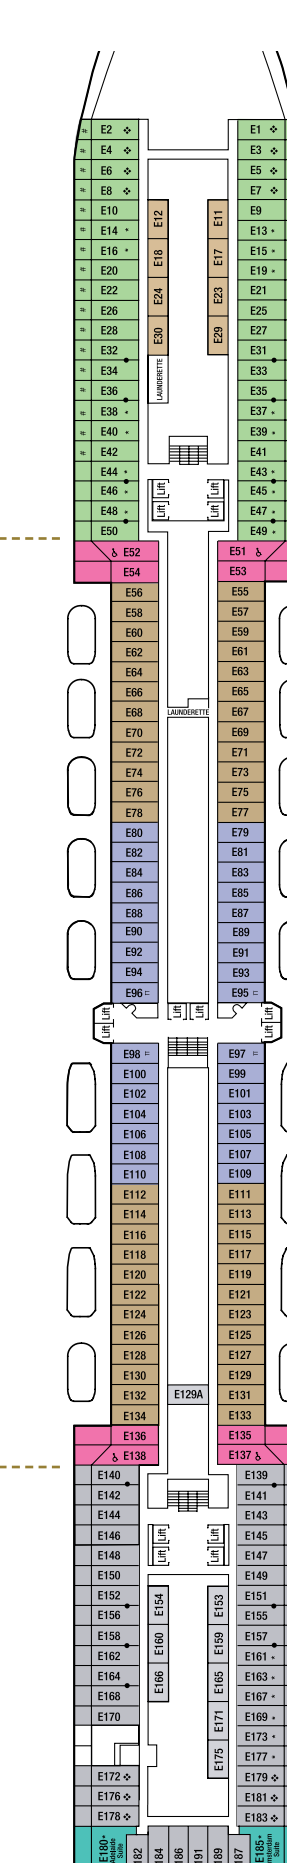 # E2 ❖ E1 ❖
# E4 ❖ E3 ❖
# E6 ❖ E5 ❖
# E8 ❖ E7 ❖
# E10 E12 E11 E9
# E14 * E13 *
# E16 * E18 E17 E15 *
# E20 E19 *
# E22 E24 E23 E21
# E26 E25
# E28 E30 E29 E27
# E32 E31
# E34 LAUNDERETTE E33
# E36 E35
# E38 * E37 *
# E40 * E39 *
# E42 E41
E44 * E43 *
E46 * Lift Lift E45 *
E48 * Lift Lift E47 *
E50 E49 *
E52 E51
E54 E53
E56 E55
E58 E57
E60 E59
E62 E61
E64 E63
E66 E65
E68 LAUNDERETTE E67
E70 E69
E72 E71
E74 E73
E76 E75
E78 E77
E80 E79
E82 E81
E84 E83
E86 E85
E88 E87
E90 E89
E92 E91
E94 E93
E96 E95
Lift Lift Lift Lift
Lift Lift
E98 E97
E100 E99
E102 E101
E104 E103
E106 E105
E108 E107
E110 E109
E112 E111
E114 E113
E116 E115
E118 E117
E120 E119
E122 E121
E124 E123
E126 E125
E128 E127
E130 E129
E132 E129A E131
E134 E133
E136 E135
E138 E137
E140 E139
E142 E141
E144 E143
E146 Lift Lift E145
E148 Lift Lift E147
E150 E149
E152 E154 E153 E151
E156 E155
E158 E160 E159 E157
E162 E161 *
E164 E166 E165 E163 *
E168 E167 *
E170 E171 E169 *
E173 *
E175 E177 *
E172 ❖ E179 ❖
E176 ❖ E181 ❖
E178 ❖ E183 ❖
E180* Adelaide Suite 182 184 186 191 189 187 E185* Suite